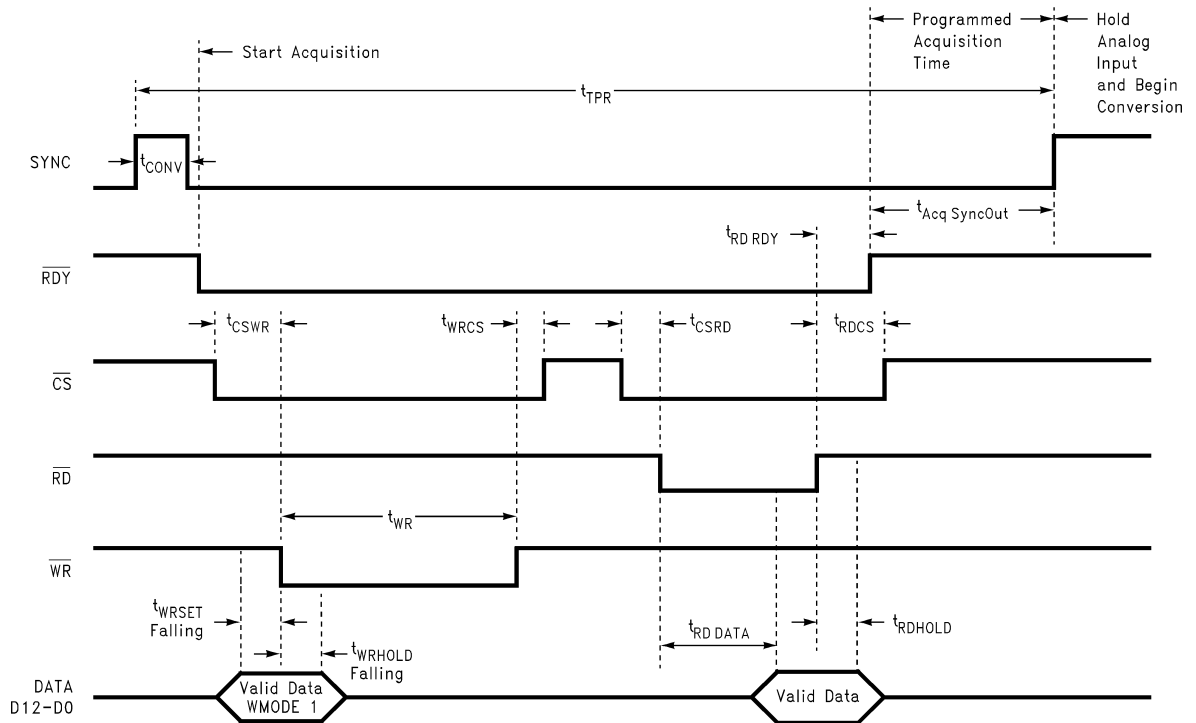 Start Acquisition
Programmed
Acquisition
Time
Hold
Analog
Input
and Begin
Conversion
tTPR
SYNC
tCONV
tAcq SyncOut
tRD RDY
RDY
tCSWR
tWRCS
tCSRD
tRDCS
CS
RD
tWR
WR
tWRSET
Falling
tWRHOLD
Falling
tRD DATA
tRDHOLD
DATA
D12-D0
Valid Data
WMODE 1
Valid Data